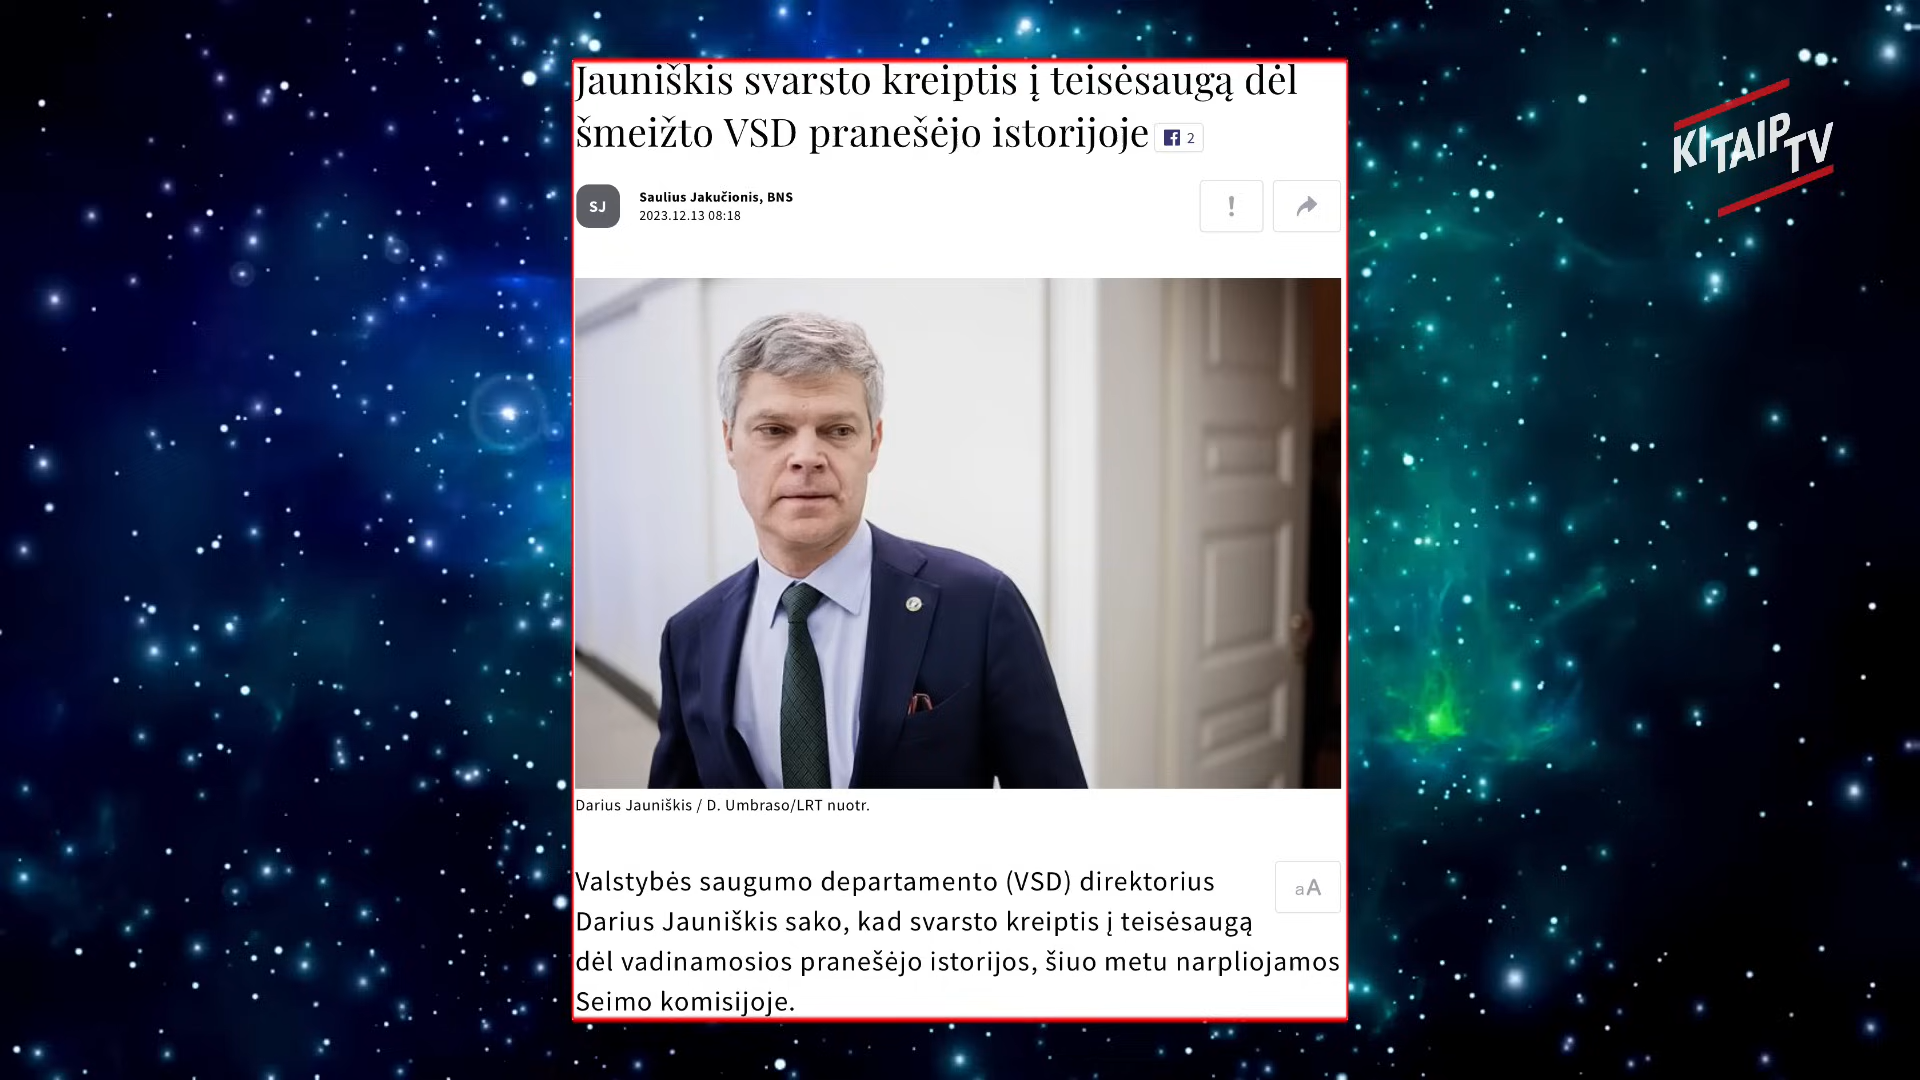 Jauniškis svarsto kreiptis į teisėsaugą dėl
šmeižto VSD pranešėjo istorijoje
2
KITAIP TV
SJ
Saulius Jakučionis, BNS
2023.12.13 08:18
!
Darius Jauniškis / D. Umbraso/LRT nuotr.
Valstybės saugumo departamento (VSD) direktorius
Darius Jauniškis sako, kad svarsto kreiptis į teisėsaugą
dėl vadinamosios pranešėjo istorijos, šiuo metu narpliojamos
Seimo komisijoje.
aA